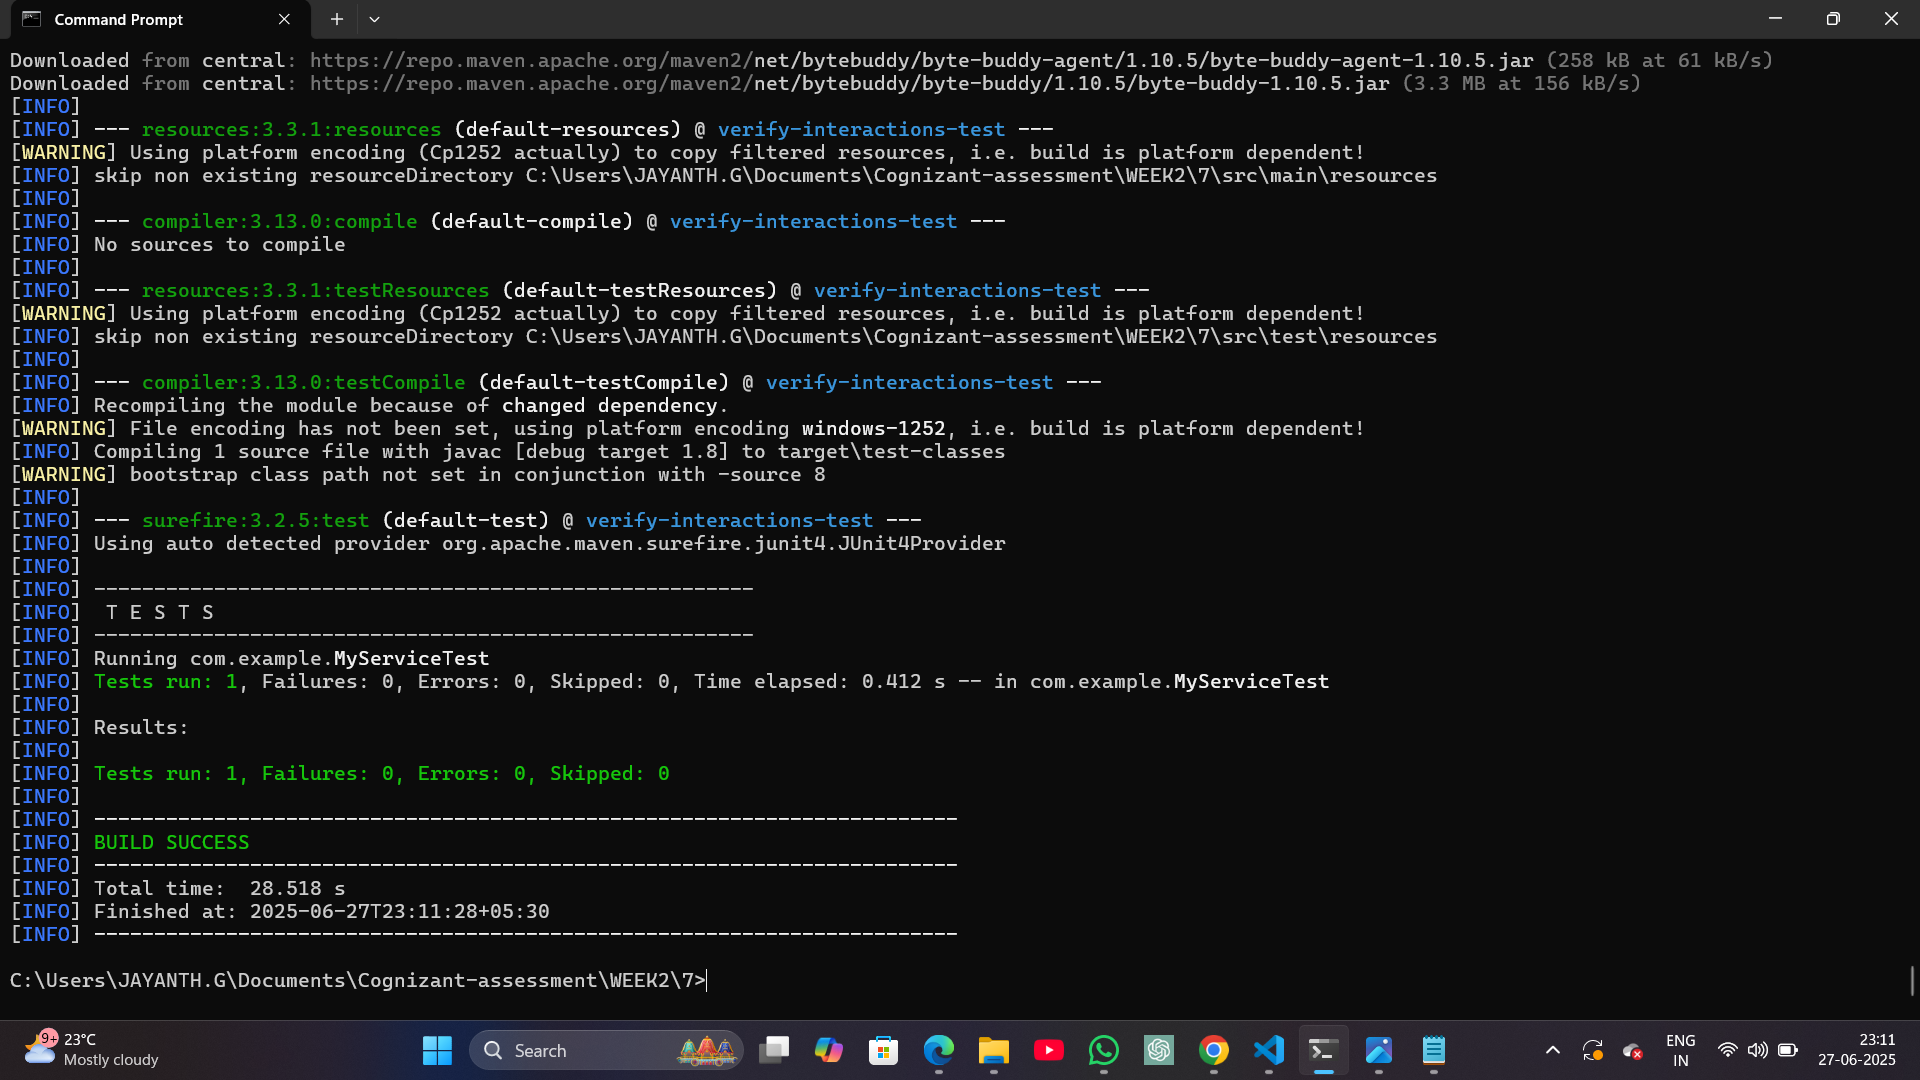 Command Prompt
Downloaded from central: https://repo.maven.apache.org/maven2/net/bytebuddy/byte-buddy-agent/1.10.5/byte-buddy-agent-1.10.5.jar (258 kB at 61 kB/s)
Downloaded from central: https://repo.maven.apache.org/maven2/net/bytebuddy/byte-buddy/1.10.5/byte-buddy-1.10.5.jar (3.3 MB at 156 kB/s)
[INFO]
[INFO] --- resources:3.3.1:resources (default-resources) @ verify-interactions-test ---
[WARNING] Using platform encoding (Cp1252 actually) to copy filtered resources, i.e. build is platform dependent!
[INFO] skip non existing resourceDirectory C:\Users\JAYANTH.G\Documents\Cognizant-assessment\WEEK2\7\src\main\resources
[INFO]
[INFO] --- compiler:3.13.0:compile (default-compile) @ verify-interactions-test ---
[INFO] No sources to compile
[INFO]
[INFO] --- resources:3.3.1:testResources (default-testResources) @ verify-interactions-test ---
[WARNING] Using platform encoding (Cp1252 actually) to copy filtered resources, i.e. build is platform dependent!
[INFO] skip non existing resourceDirectory C:\Users\JAYANTH.G\Documents\Cognizant-assessment\WEEK2\7\src\test\resources
[INFO]
[INFO] --- compiler:3.13.0:testCompile (default-testCompile) @ verify-interactions-test ---
[INFO] Recompiling the module because of changed dependency.
[WARNING] File encoding has not been set, using platform encoding windows-1252, i.e. build is platform dependent!
[INFO] Compiling 1 source file with javac [debug target 1.8] to target\test-classes
[WARNING] bootstrap class path not set in conjunction with -source 8
[INFO]
[INFO] --- surefire:3.2.5:test (default-test) @ verify-interactions-test ---
[INFO] Using auto detected provider org.apache.maven.surefire.junit4.JUnit4Provider
[INFO]
[INFO] -------------------------------------------------------
[INFO]  T E S T S
[INFO] -------------------------------------------------------
[INFO] Running com.example.MyServiceTest
[INFO] Tests run: 1, Failures: 0, Errors: 0, Skipped: 0, Time elapsed: 0.412 s -- in com.example.MyServiceTest
[INFO]
[INFO] Results:
[INFO]
[INFO] Tests run: 1, Failures: 0, Errors: 0, Skipped: 0
[INFO]
[INFO] ------------------------------------------------------------------------
[INFO] BUILD SUCCESS
[INFO] ------------------------------------------------------------------------
[INFO] Total time:  28.518 s
[INFO] Finished at: 2025-06-27T23:11:28+05:30
[INFO] ------------------------------------------------------------------------
C:\Users\JAYANTH.G\Documents\Cognizant-assessment\WEEK2\7>
9+ 23°C
Mostly cloudy
Search
ENG
IN
23:11
27-06-2025